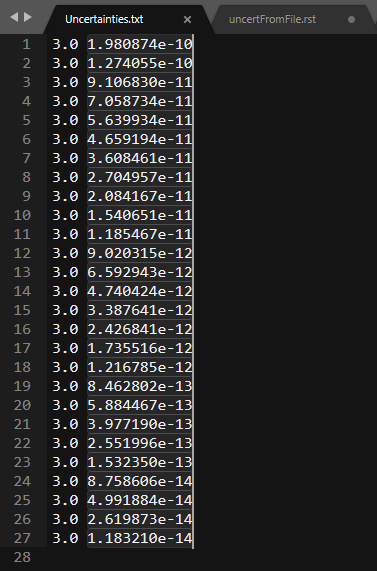 Uncertainties.txt × uncertFromFile.rst
1 3.0 1.980874e-10
2 3.0 1.274055e-10
3 3.0 9.106830e-11
4 3.0 7.058734e-11
5 3.0 5.639934e-11
6 3.0 4.659194e-11
7 3.0 3.608461e-11
8 3.0 2.704957e-11
9 3.0 2.084167e-11
10 3.0 1.540651e-11
11 3.0 1.185467e-11
12 3.0 9.020315e-12
13 3.0 6.592943e-12
14 3.0 4.740424e-12
15 3.0 3.387641e-12
16 3.0 2.426841e-12
17 3.0 1.735516e-12
18 3.0 1.216785e-12
19 3.0 8.462802e-13
20 3.0 5.884467e-13
21 3.0 3.977190e-13
22 3.0 2.551996e-13
23 3.0 1.532350e-13
24 3.0 8.758606e-14
25 3.0 4.991884e-14
26 3.0 2.619873e-14
27 3.0 1.183210e-14
28